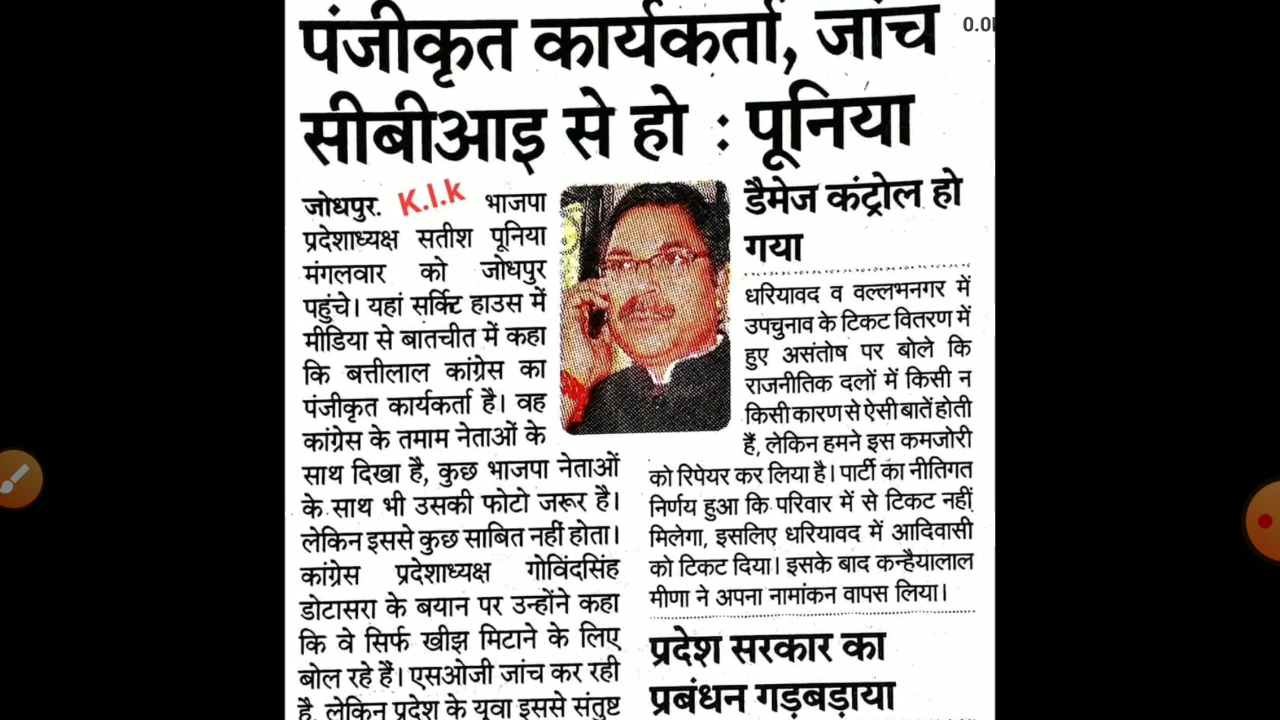 पंजीकृत कार्यकर्ता, जांच
सीबीआइ से हो : पूनिया
जोधपुर. K.I.k भाजपा
प्रदेशाध्यक्ष सतीश पूनिया
मंगलवार को जोधपुर
पहुंचे। यहां सर्किट हाउस में
मीडिया से बातचीत में कहा
कि बत्तीलाल कांग्रेस का
पंजीकृत कार्यकर्ता है। वह
कांग्रेस के तमाम नेताओं के
साथ दिखा है, कुछ भाजपा नेताओं
के साथ भी उसकी फोटो जरूर है।
लेकिन इससे कुछ साबित नहीं होता।
कांग्रेस प्रदेशाध्यक्ष गोविंदसिंह
डोटासरा के बयान पर उन्होंने कहा
कि वे सिर्फ खीझ मिटाने के लिए
बोल रहे हैं। एसओजी जांच कर रही
है, लेकिन प्रदेश के युवा इससे संतुष्ट
डैमेज कंट्रोल हो
गया
धरियावद व वल्लभनगर में
उपचुनाव के टिकट वितरण में
हुए असंतोष पर बोले कि
राजनीतिक दलों में किसी न
किसी कारण से ऐसी बातें होती
हैं, लेकिन हमने इस कमजोरी
को रिपेयर कर लिया है। पार्टी का नीतिगत
निर्णय हुआ कि परिवार में से टिकट नहीं
मिलेगा, इसलिए धरियावद में आदिवासी
को टिकट दिया। इसके बाद कन्हैयालाल
मीणा ने अपना नामांकन वापस लिया।
प्रदेश सरकार का
प्रबंधन गड़बड़ाया